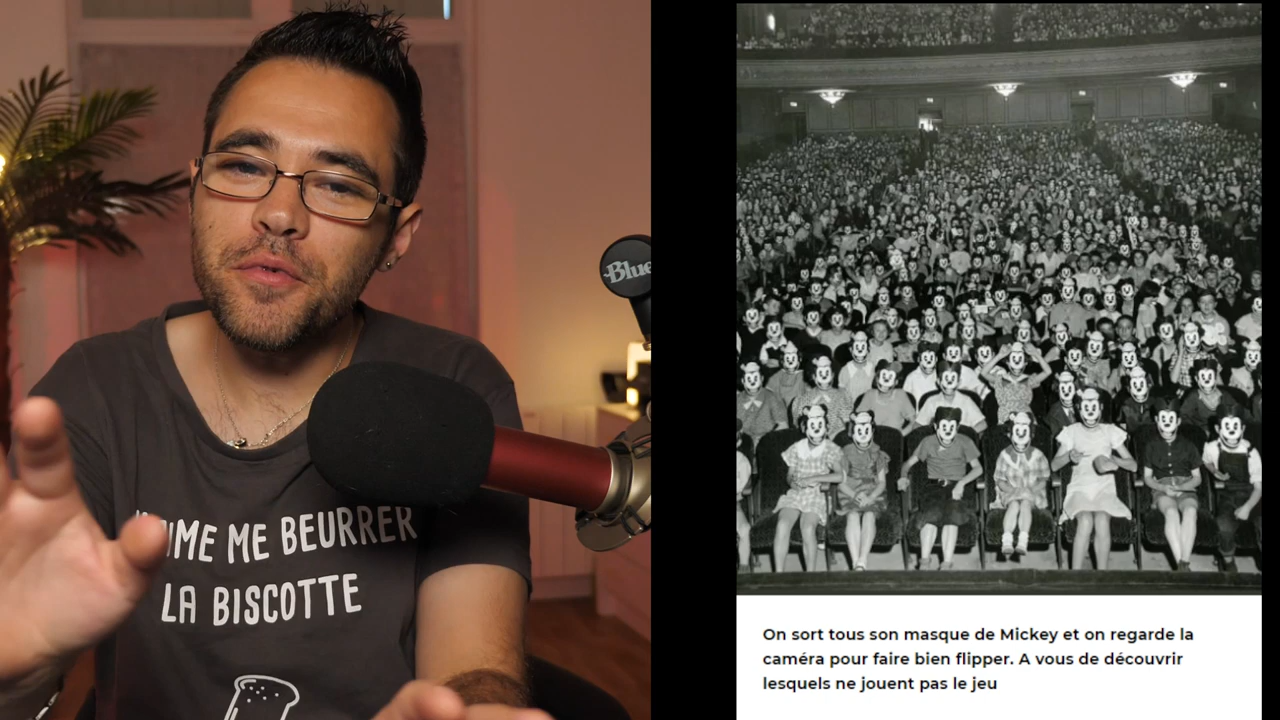 ME BEURRER
LA BISCOTTE
Blue
On sort tous son masque de Mickey et on regarde la
caméra pour faire bien flipper. A vous de découvrir
lesquels ne jouent pas le jeu